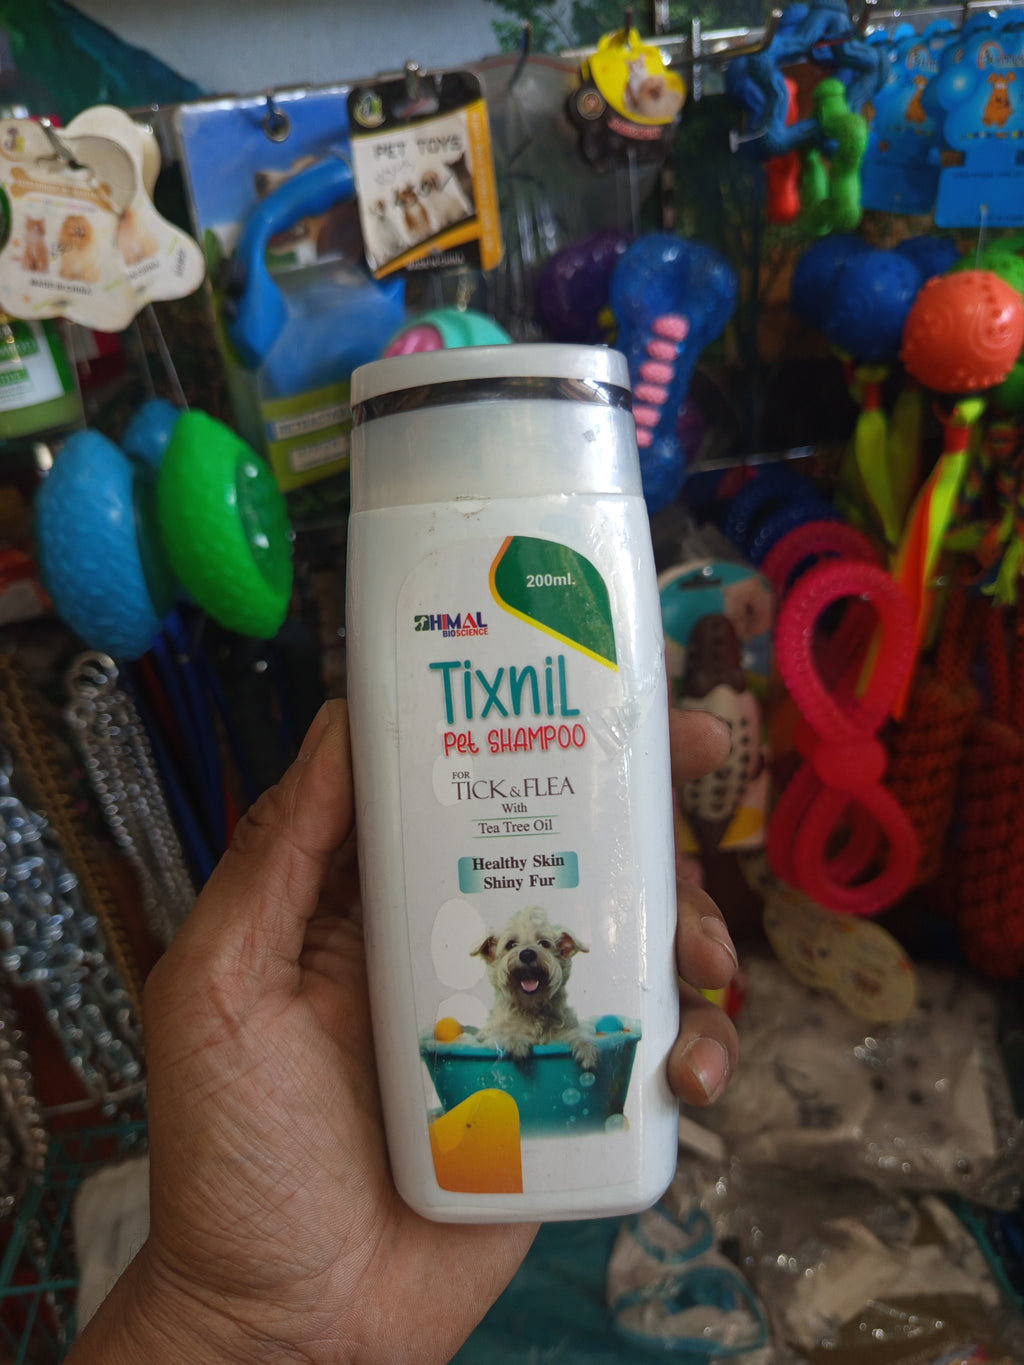 PET TOYS
200ml.
HIMAL
BIOSCIENCE
Tixnil
Pet SHAMPOO
FOR
TICK & FLEA
With
Tea Tree Oil
Healthy Skin
Shiny Fur